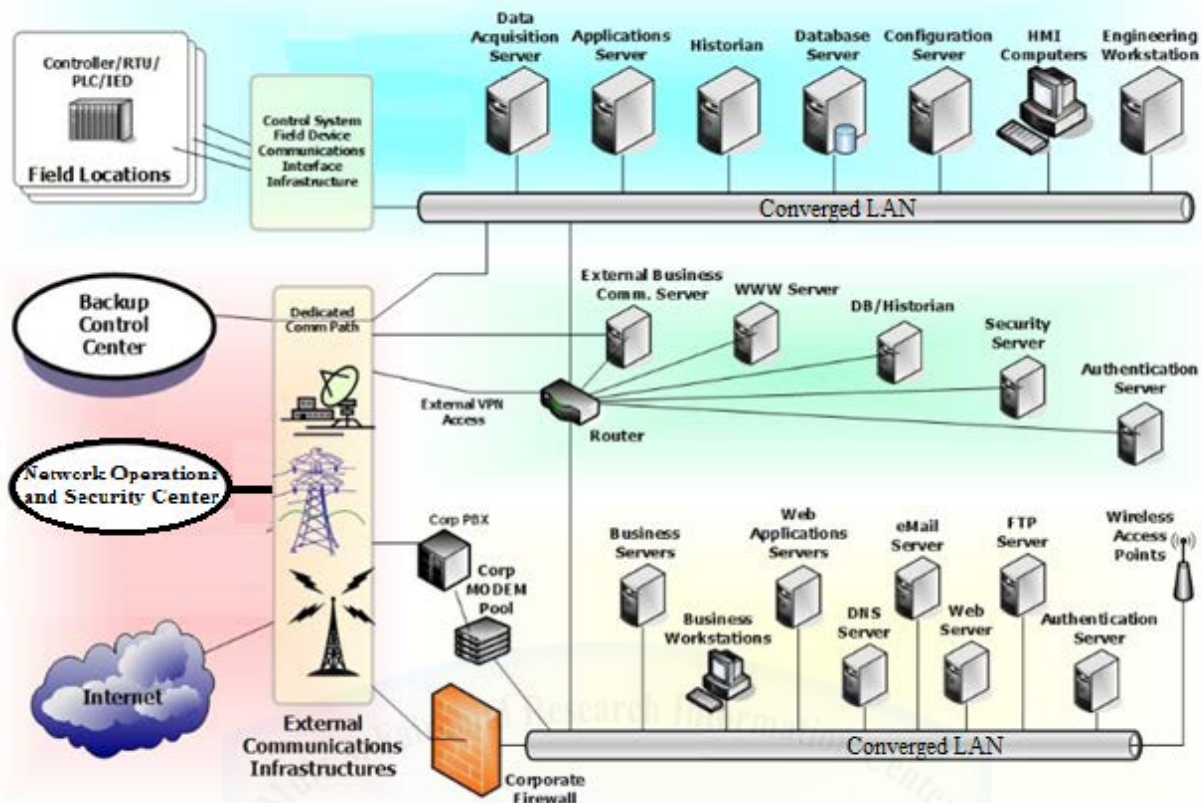 Controller/RTU/
PLC/IED
Field Locations
Control System
Field Device
Communications
Interface
Infrastructure
Data
Acquisition
Server
Applications
Server
Historian
Database
Server
Configuration
Server
HMI
Computers
Engineering
Workstation
Converged LAN
Backup
Control
Center
Dedicated
Comm Path
External Business
Comm. Server
WWW Server
DB/Historian
Security
Server
Authentication
Server
External VPN
Access
Router
Network Operations
and Security Center
Corp PBX
Corp
MODEM
Pool
Business
Servers
Business
Workstations
Web
Applications
Servers
DNS
Server
eMail
Server
Web
Server
FTP
Server
Authentication
Server
Wireless
Access
Points
Internet
External
Communications
Infrastructures
Corporate
Firewall
Converged LAN
Research Information Center